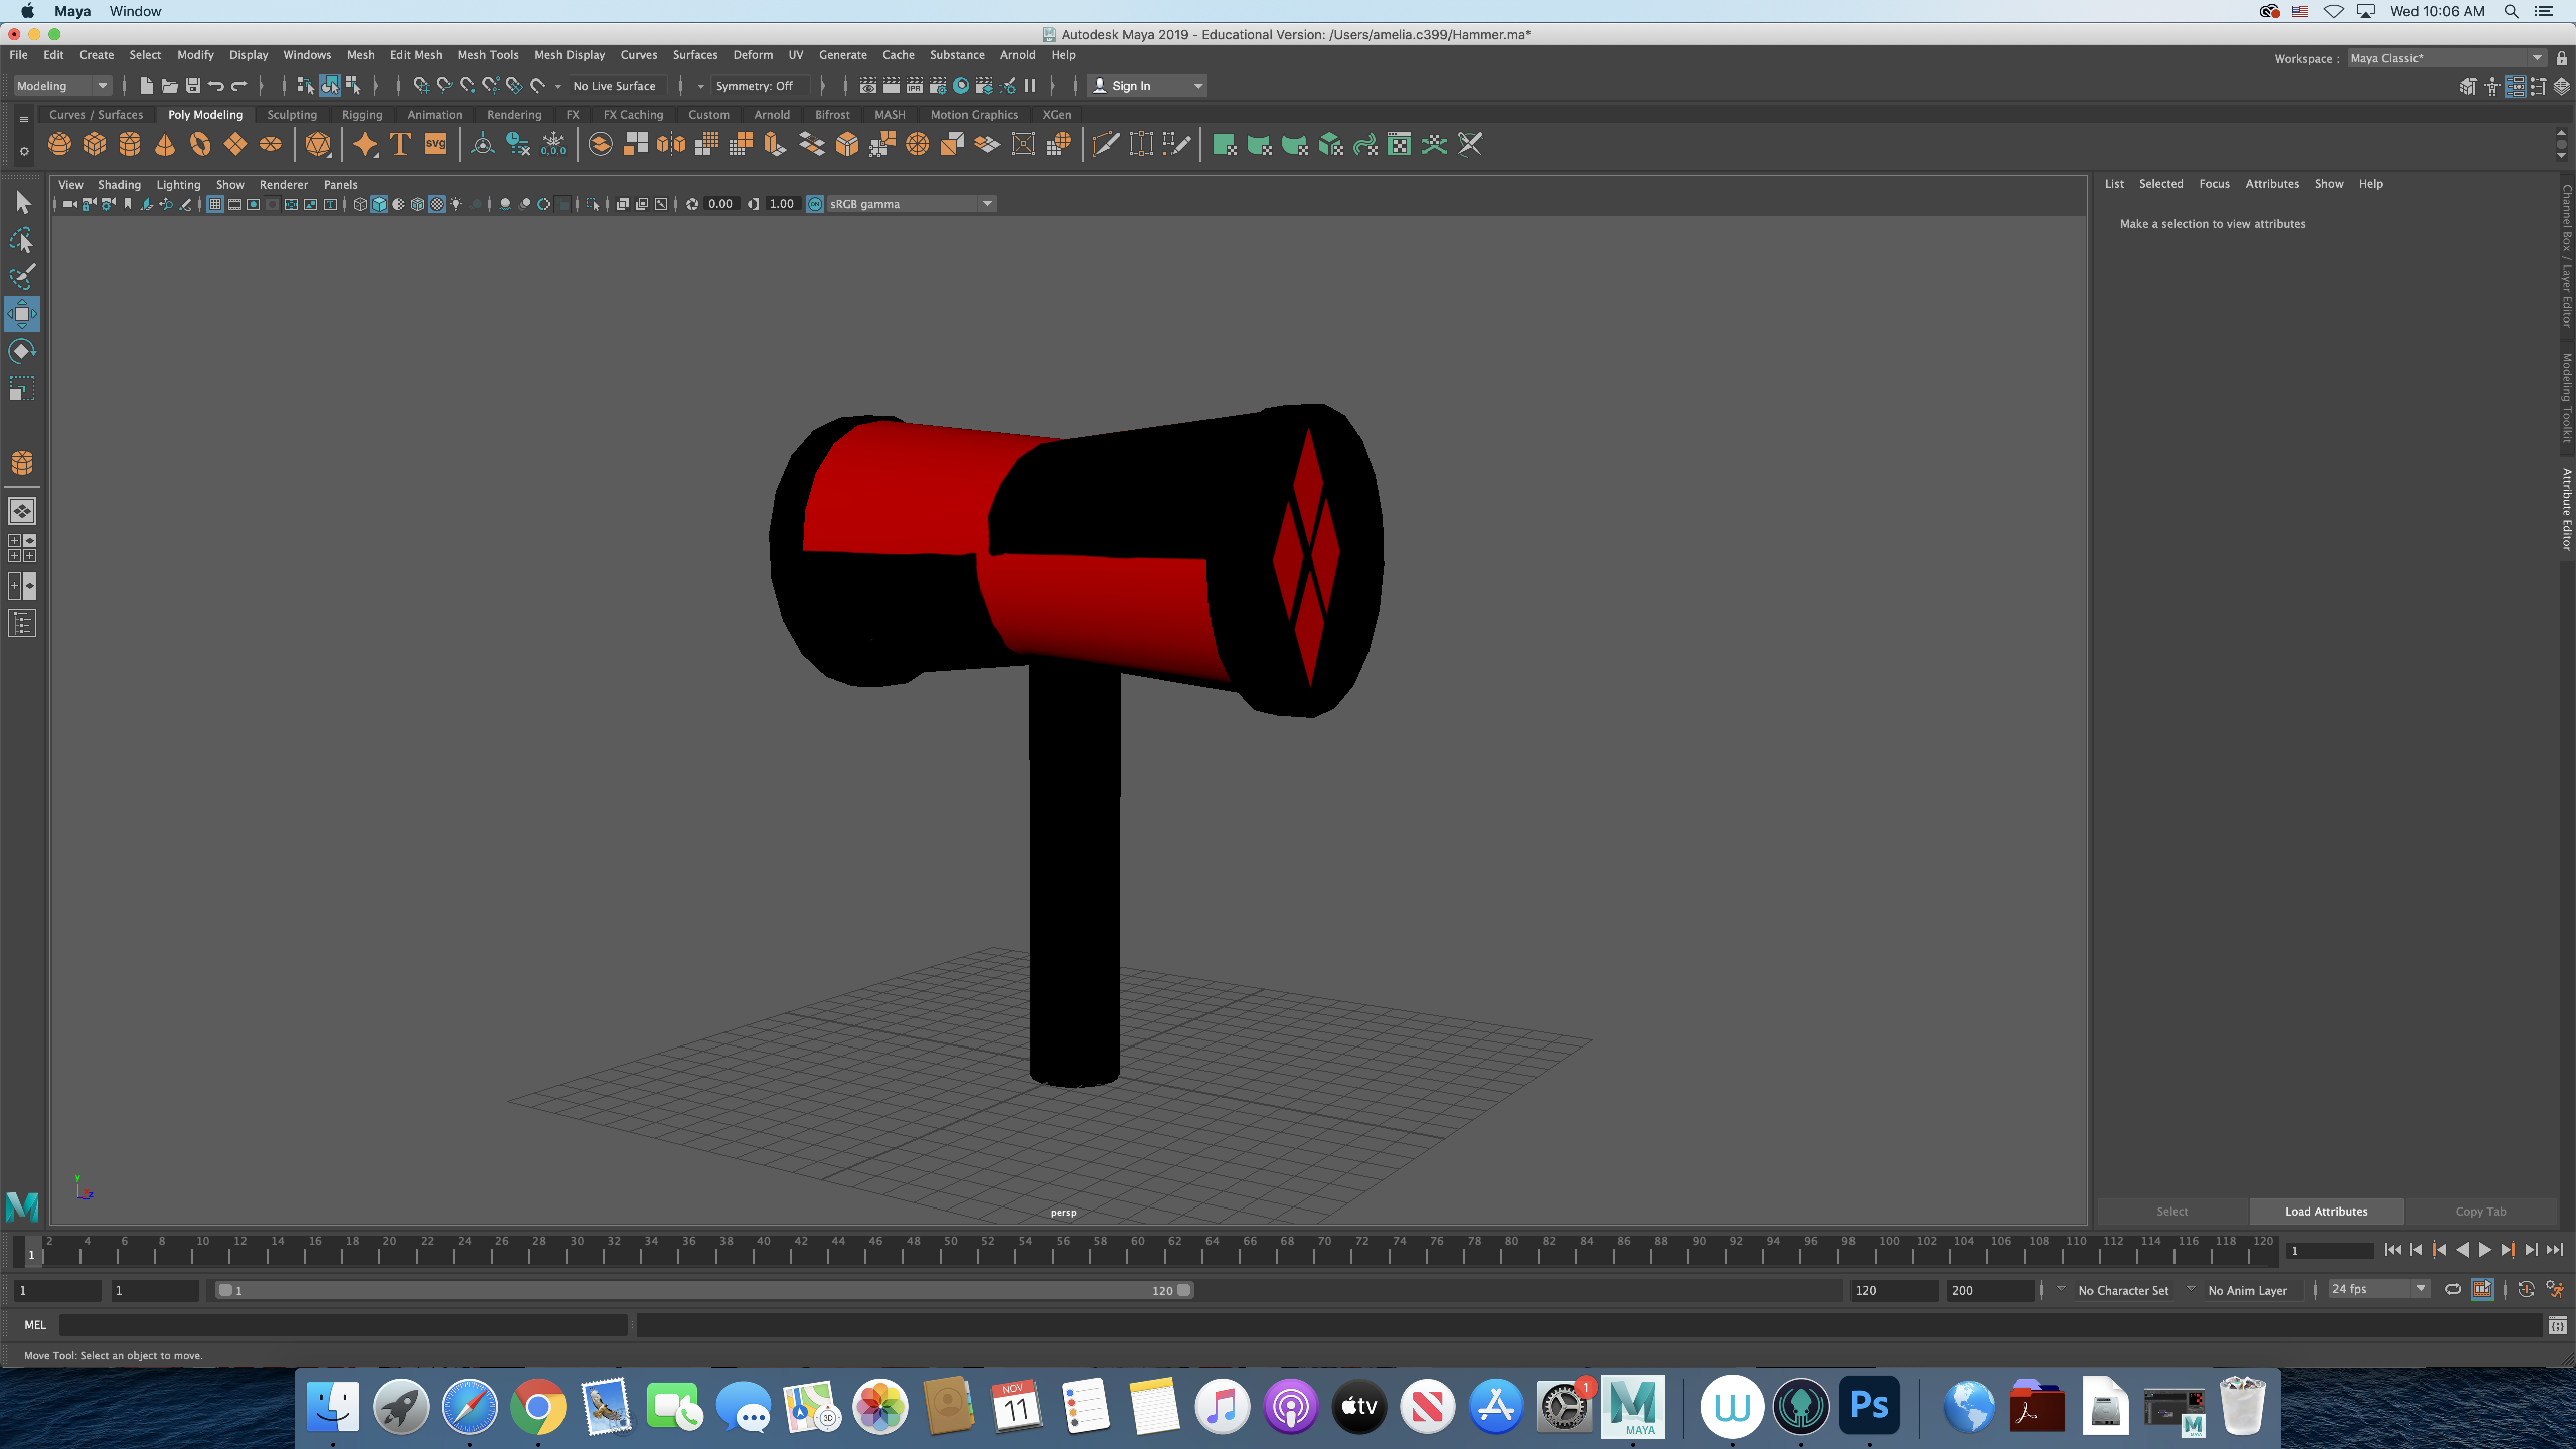 Maya Window Wed 10:06 AM
Autodesk Maya 2019 - Educational Version: /Users/amelia.c399/Hammer.ma*
File Edit Create Select Modify Display Windows Mesh Edit Mesh Mesh Tools Mesh Display Curves Surfaces Deform UV Generate Cache Substance Arnold Help Workspace : Maya Classic*
Modeling No Live Surface Symmetry: Off IPR Sign In
Curves / Surfaces Poly Modeling Sculpting Rigging Animation Rendering FX FX Caching Custom Arnold Bifrost MASH Motion Graphics XGen
T SVG 0,0,0
View Shading Lighting Show Renderer Panels
0.00 1.00 ON sRGB gamma
List Selected Focus Attributes Show Help
Make a selection to view attributes
Channel Box / Layer Editor
Modeling Toolkit
Attribute Editor
y
z
persp
Select Load Attributes Copy Tab
1 2 4 6 8 10 12 14 16 18 20 22 24 26 28 30 32 34 36 38 40 42 44 46 48 50 52 54 56 58 60 62 64 66 68 70 72 74 76 78 80 82 84 86 88 90 92 94 96 98 100 102 104 106 108 110 112 114 116 118 120 1
1 1 1 120 120 200 No Character Set No Anim Layer 24 fps
MEL
Move Tool: Select an object to move.
NOV
11
3D
tv
1
M
MAYA
W
Ps